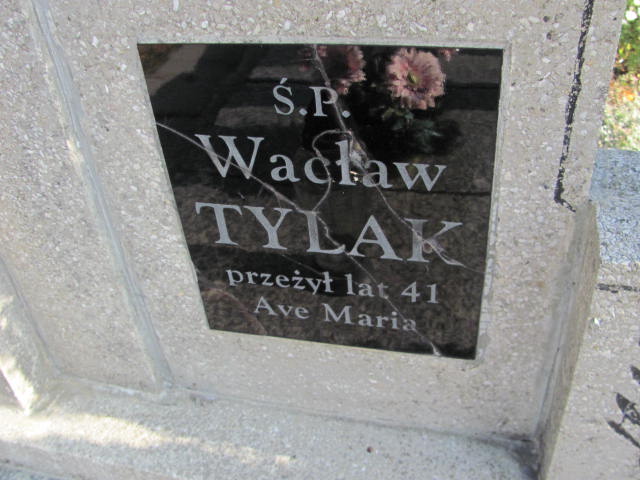 Ś.P.
Wacław
TYLAK
przeżył lat 41
Ave Maria